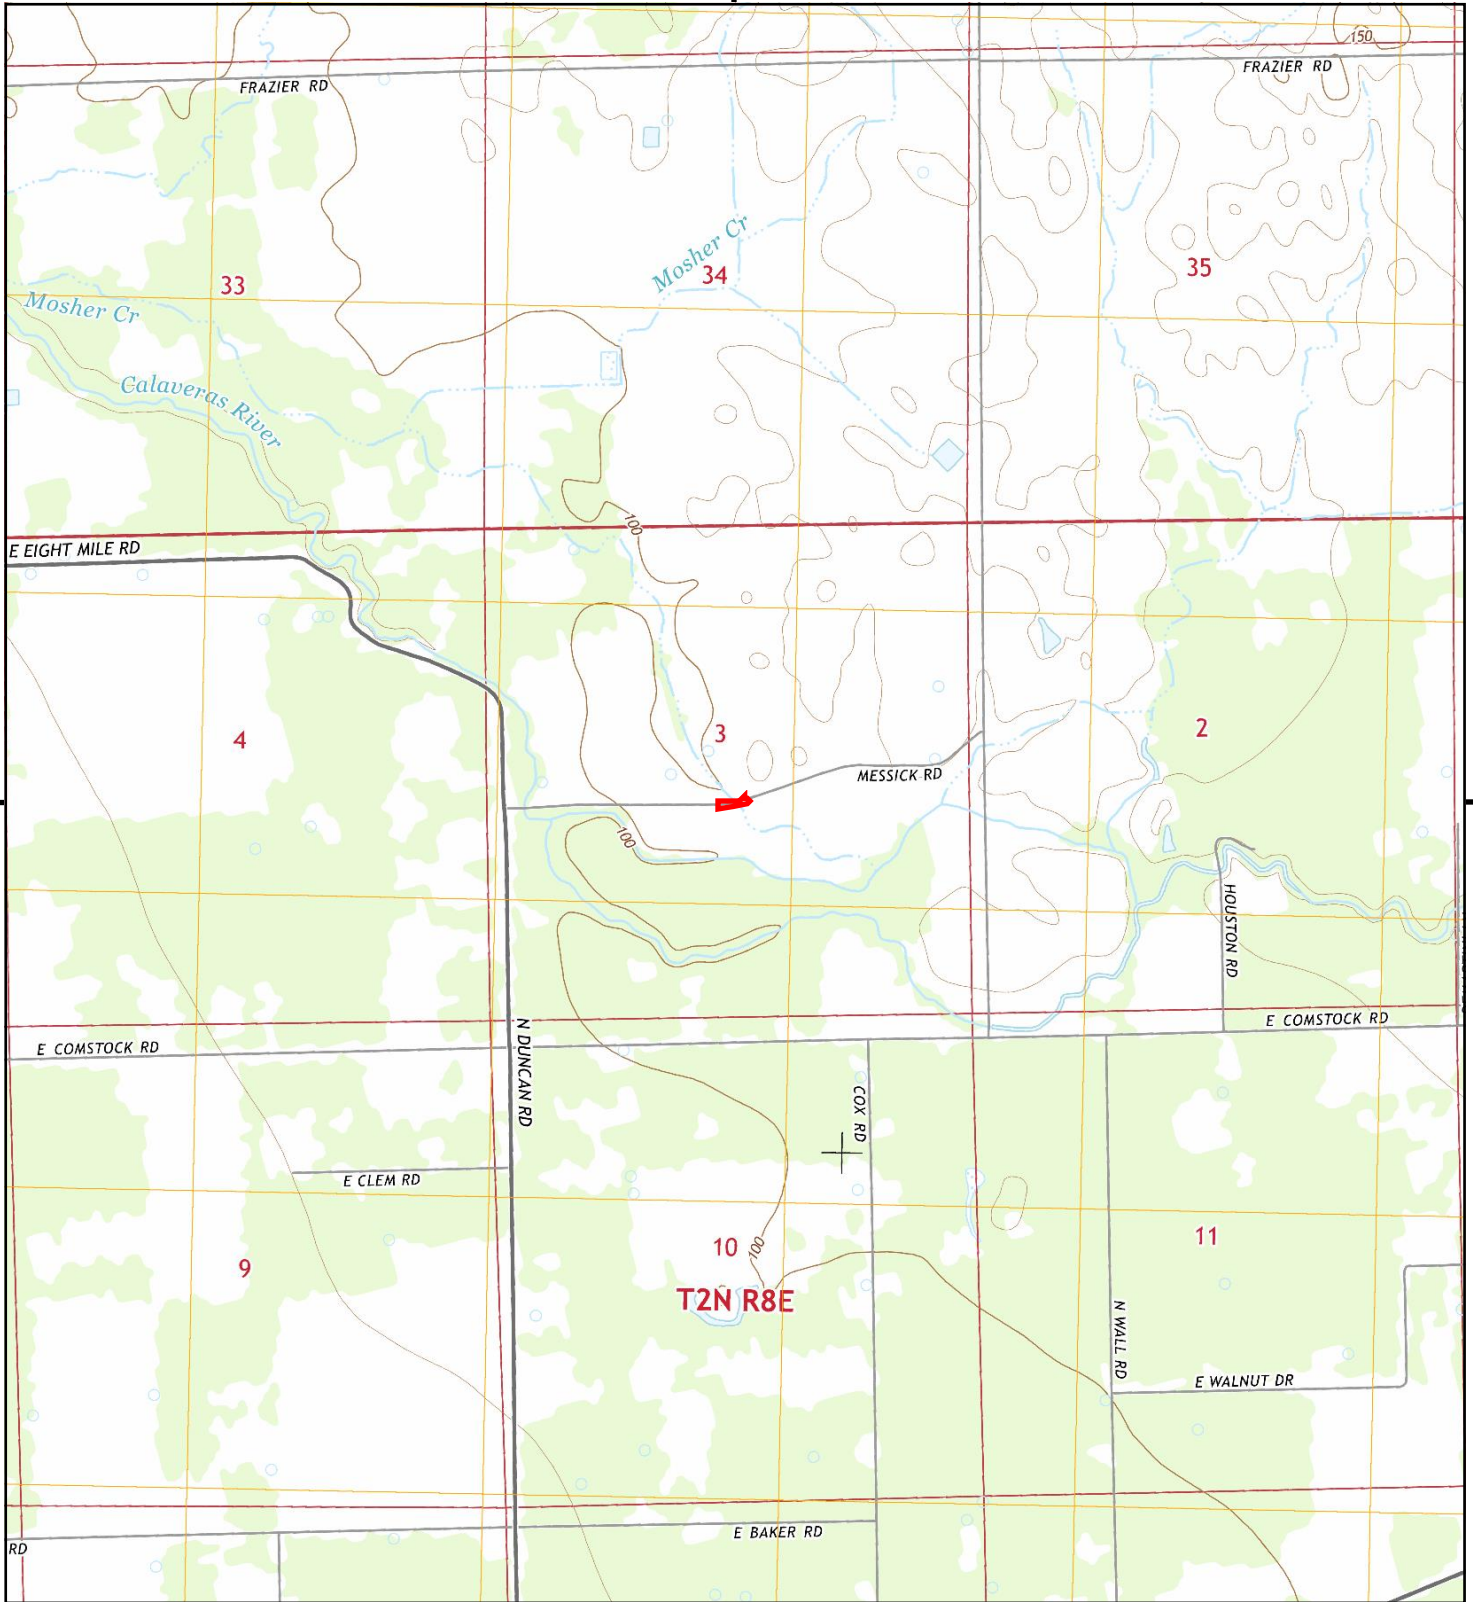 150
FRAZIER RD
FRAZIER RD
Mosher Cr
34
35
33
Mosher Cr
Calaveras River
100
E EIGHT MILE RD
4
3
2
MESSICK RD
100
HOUSTON RD
E COMSTOCK RD
E COMSTOCK RD
N DUNCAN RD
COX RD
E CLEM RD
10
100
11
9
T2N R8E
N WALL RD
E WALNUT DR
E BAKER RD
RD